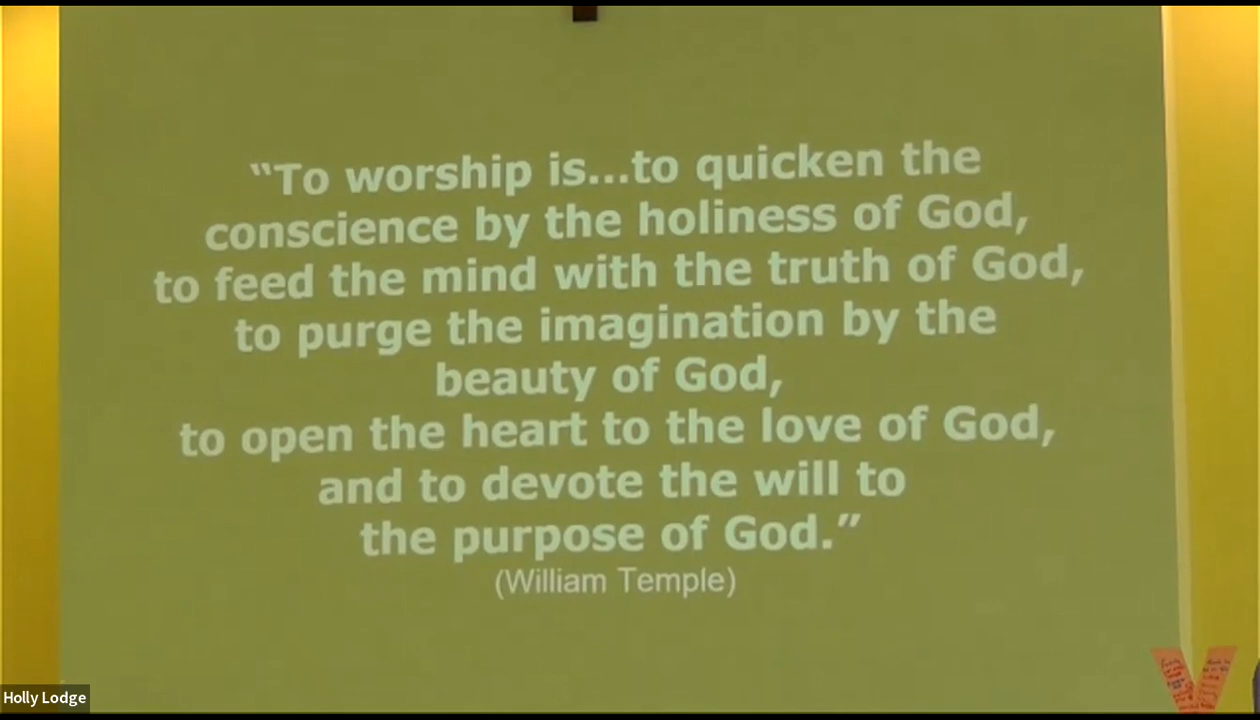 “To worship is...to quicken the
conscience by the holiness of God,
to feed the mind with the truth of God,
to purge the imagination by the
beauty of God,
to open the heart to the love of God,
and to devote the will to
the purpose of God.”
(William Temple)
Holly Lodge